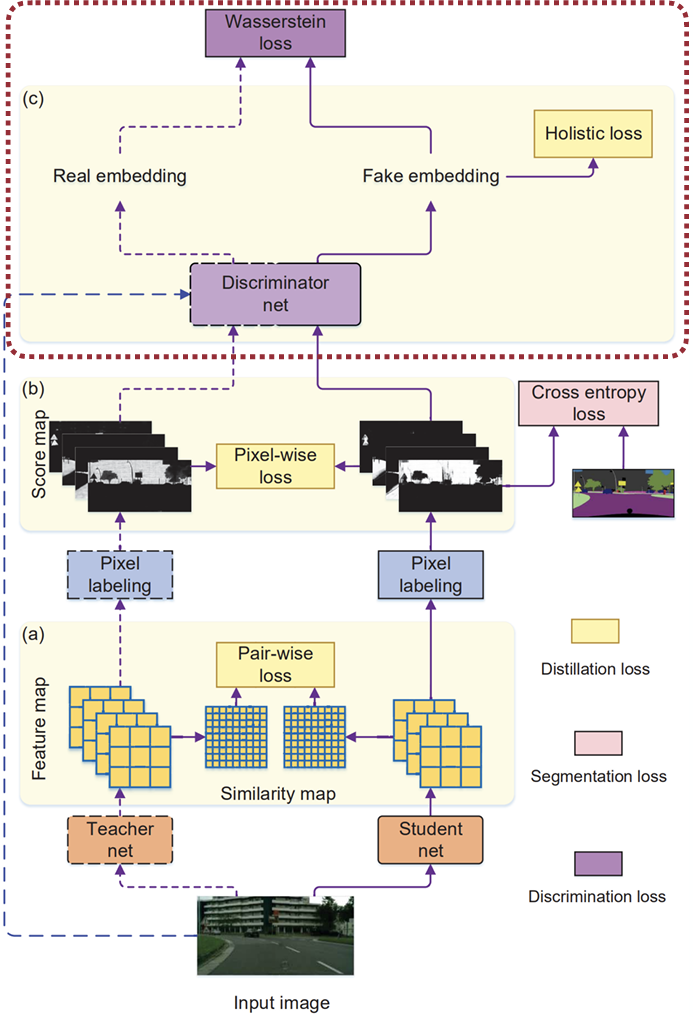 Wasserstein
loss
(c)
Holistic loss
Real embedding
Fake embedding
Discriminator
net
(b)
Score map
Pixel-wise
loss
Cross entropy
loss
Pixel
labeling
Pixel
labeling
(a)
Feature map
Pair-wise
loss
Similarity map
Distillation loss
Segmentation loss
Discrimination loss
Teacher
net
Student
net
Input image